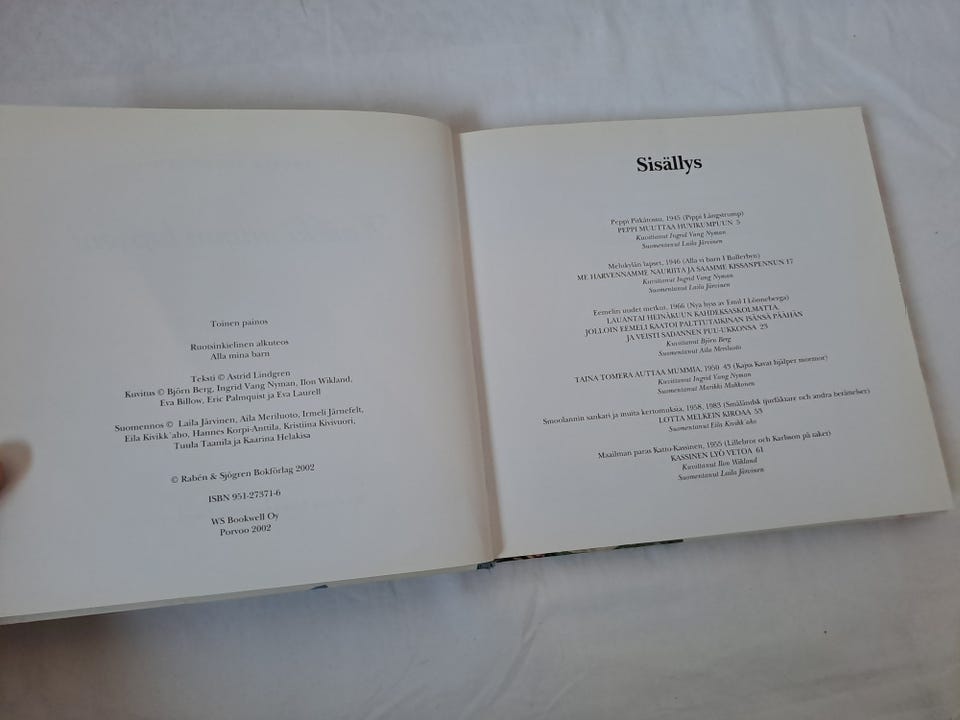 Toinen painos
Ruotsinkielinen alkuteos
Alla mina barn
Teksti © Astrid Lindgren
Kuvitus © Björn Berg, Ingrid Vang Nyman, Ilon Wikland,
Eva Billow, Eric Palmquist ja Eva Laurell
Suomennos © Laila Järvinen, Aila Meriluoto, Irmeli Järnefelt,
Eila Kivikk´aho, Hannes Korpi-Anttila, Kristiina Kivivuori,
Tuula Taanila ja Kaarina Helakisa
© Rabén & Sjögren Bokförlag 2002
ISBN 951-27371-6
WS Bookwell Oy
Porvoo 2002
Sisällys
Peppi Pitkätossu, 1945 (Pippi Långstrump)
PEPPI MUUTTAA HUVIKUMPUUN 5
Kuvittanut Ingrid Vang Nyman
Suomentanut Laila Järvinen
Melukylän lapset, 1946 (Alla vi barn I Bullerbyn)
ME HARVENNAMME NAURIITA JA SAAMME KISSANPENNUN 17
Kuvittanut Ingrid Vang Nyman
Suomentanut Laila Järvinen
Eemelin uudet metkut, 1966 (Nya hyss av Emil I Lönneberga)
LAUANTAI HEINÄKUUN KAHDEKSASKOLMATTA,
JOLLOIN EEMELI KAATOI PALTTUTAIKINAN ISÄNSÄ PÄÄHÄN
JA VEISTI SADANNEN PUU-UKKONSA 23
Kuvittanut Björn Berg
Suomentanut Aila Meriluoto
TAINA TOMERA AUTTAA MUMMIA, 1950 43 (Kajsa Kavat hjälper mormor)
Kuvittanut Ingrid Vang Nyman
Suomentanut Marikki Makkonen
Smoolannin sankari ja muita kertomuksia, 1958, 1983 (Småländsk tjurfäktare och andra berättelser)
LOTTA MELKEIN KIROAA 53
Suomentanut Eila Kivikk´aho
Maailman paras Katto-Kassinen, 1955 (Lillebror och Karlsson på taket)
KASSINEN LYÖ VETOA 61
Kuvittanut Ilon Wikland
Suomentanut Laila Järvinen